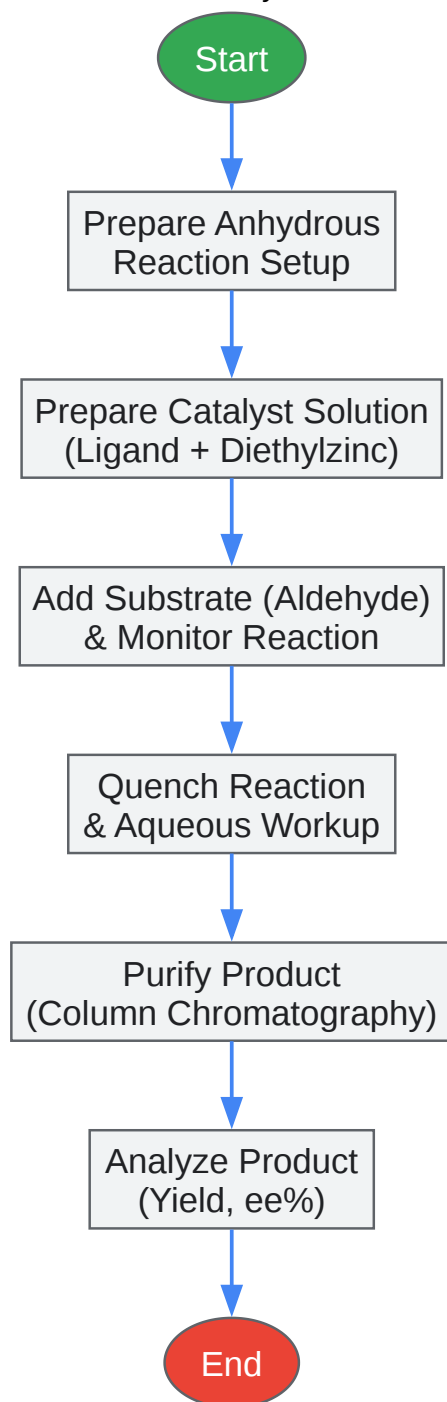 Start
Prepare Anhydrous
Reaction Setup
Prepare Catalyst Solution
(Ligand + Diethylzinc)
Add Substrate (Aldehyde)
& Monitor Reaction
Quench Reaction
& Aqueous Workup
Purify Product
(Column Chromatography)
Analyze Product
(Yield, ee%)
End